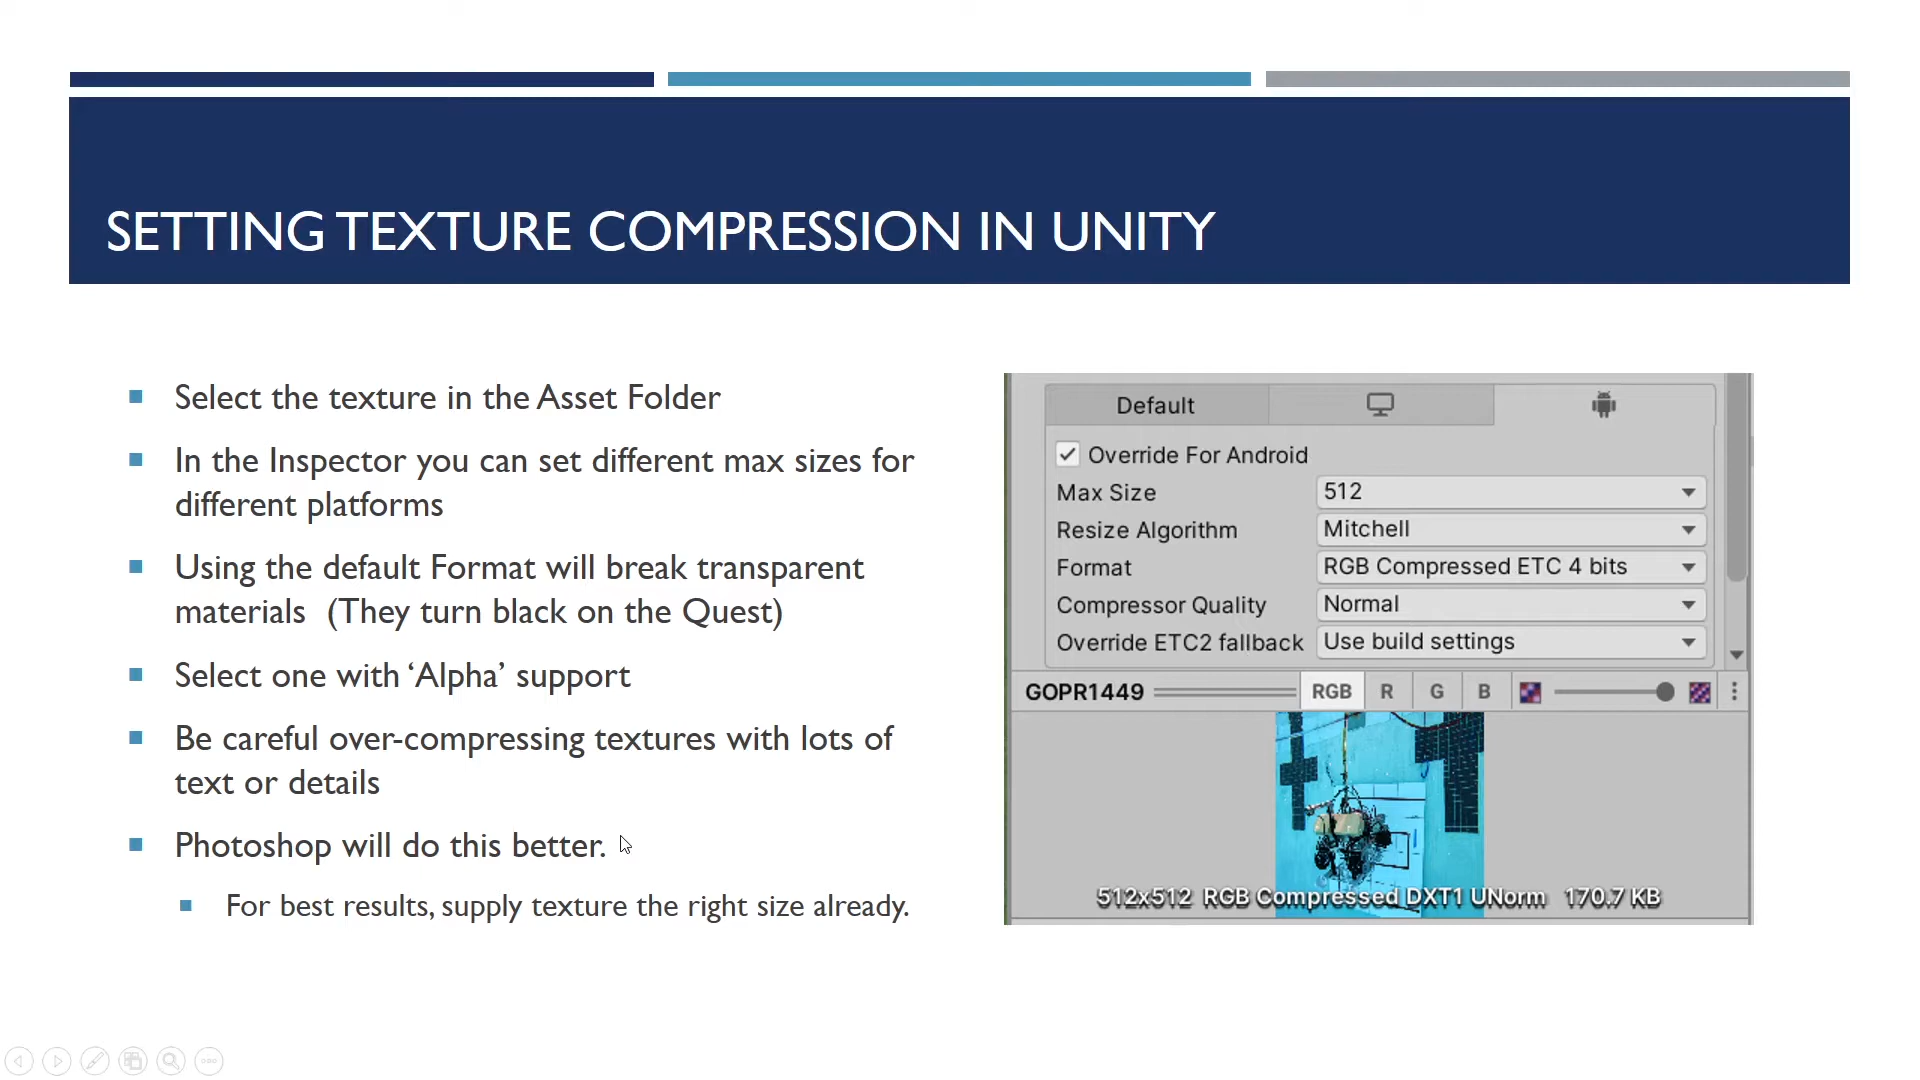 SETTING TEXTURE COMPRESSION IN UNITY
Select the texture in the Asset Folder
In the Inspector you can set different max sizes for
different platforms
Using the default Format will break transparent
materials (They turn black on the Quest)
Select one with ‘Alpha’ support
Be careful over-compressing textures with lots of
text or details
Photoshop will do this better.
For best results, supply texture the right size already.
Default
Override For Android
Max Size 512
Resize Algorithm Mitchell
Format RGB Compressed ETC 4 bits
Compressor Quality Normal
Override ETC2 fallback Use build settings
GOPR1449 RGB R G B
512x512 RGB Compressed DXT1 UNorm 170.7 KB